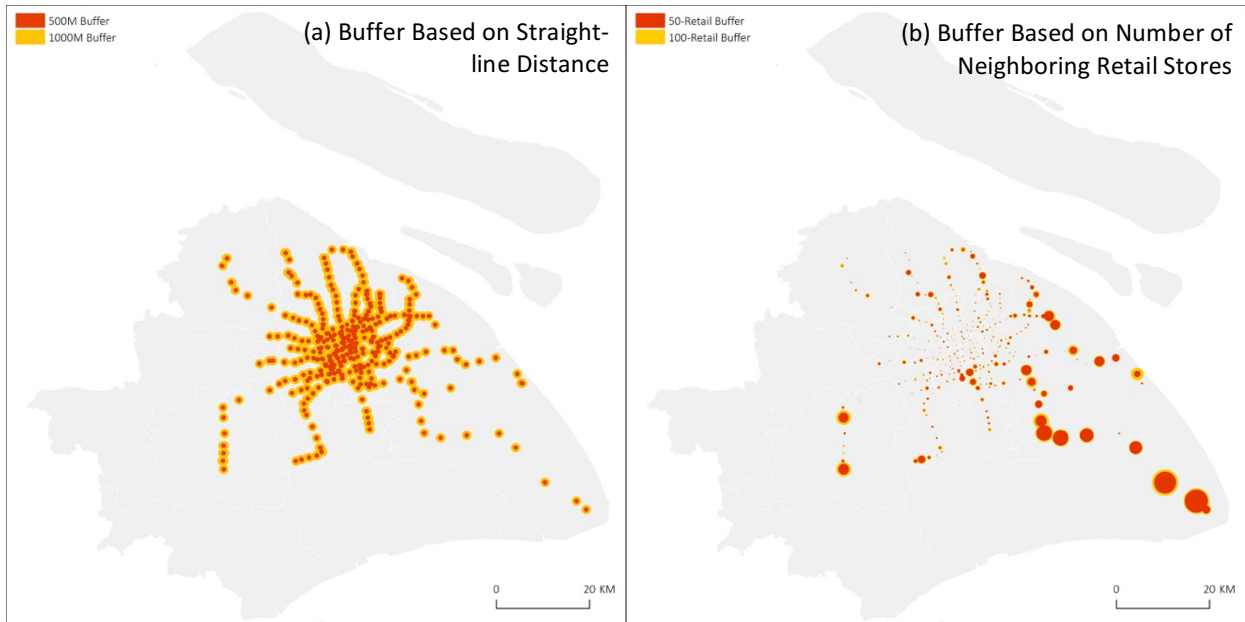 500M Buffer
1000M Buffer
(a) Buffer Based on Straight-
line Distance
0 20 KM
50-Retail Buffer
100-Retail Buffer
(b) Buffer Based on Number of
Neighboring Retail Stores
0 20 KM